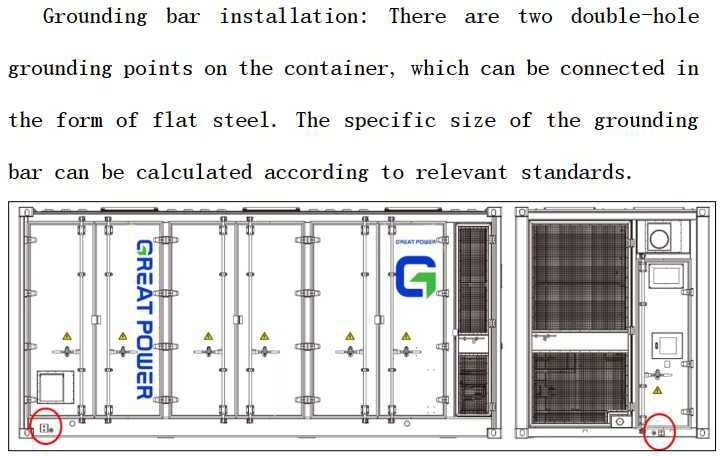 Grounding bar installation: There are two double-hole
grounding points on the container, which can be connected in
the form of flat steel. The specific size of the grounding
bar can be calculated according to relevant standards.
GREAT POWER
GREAT POWER